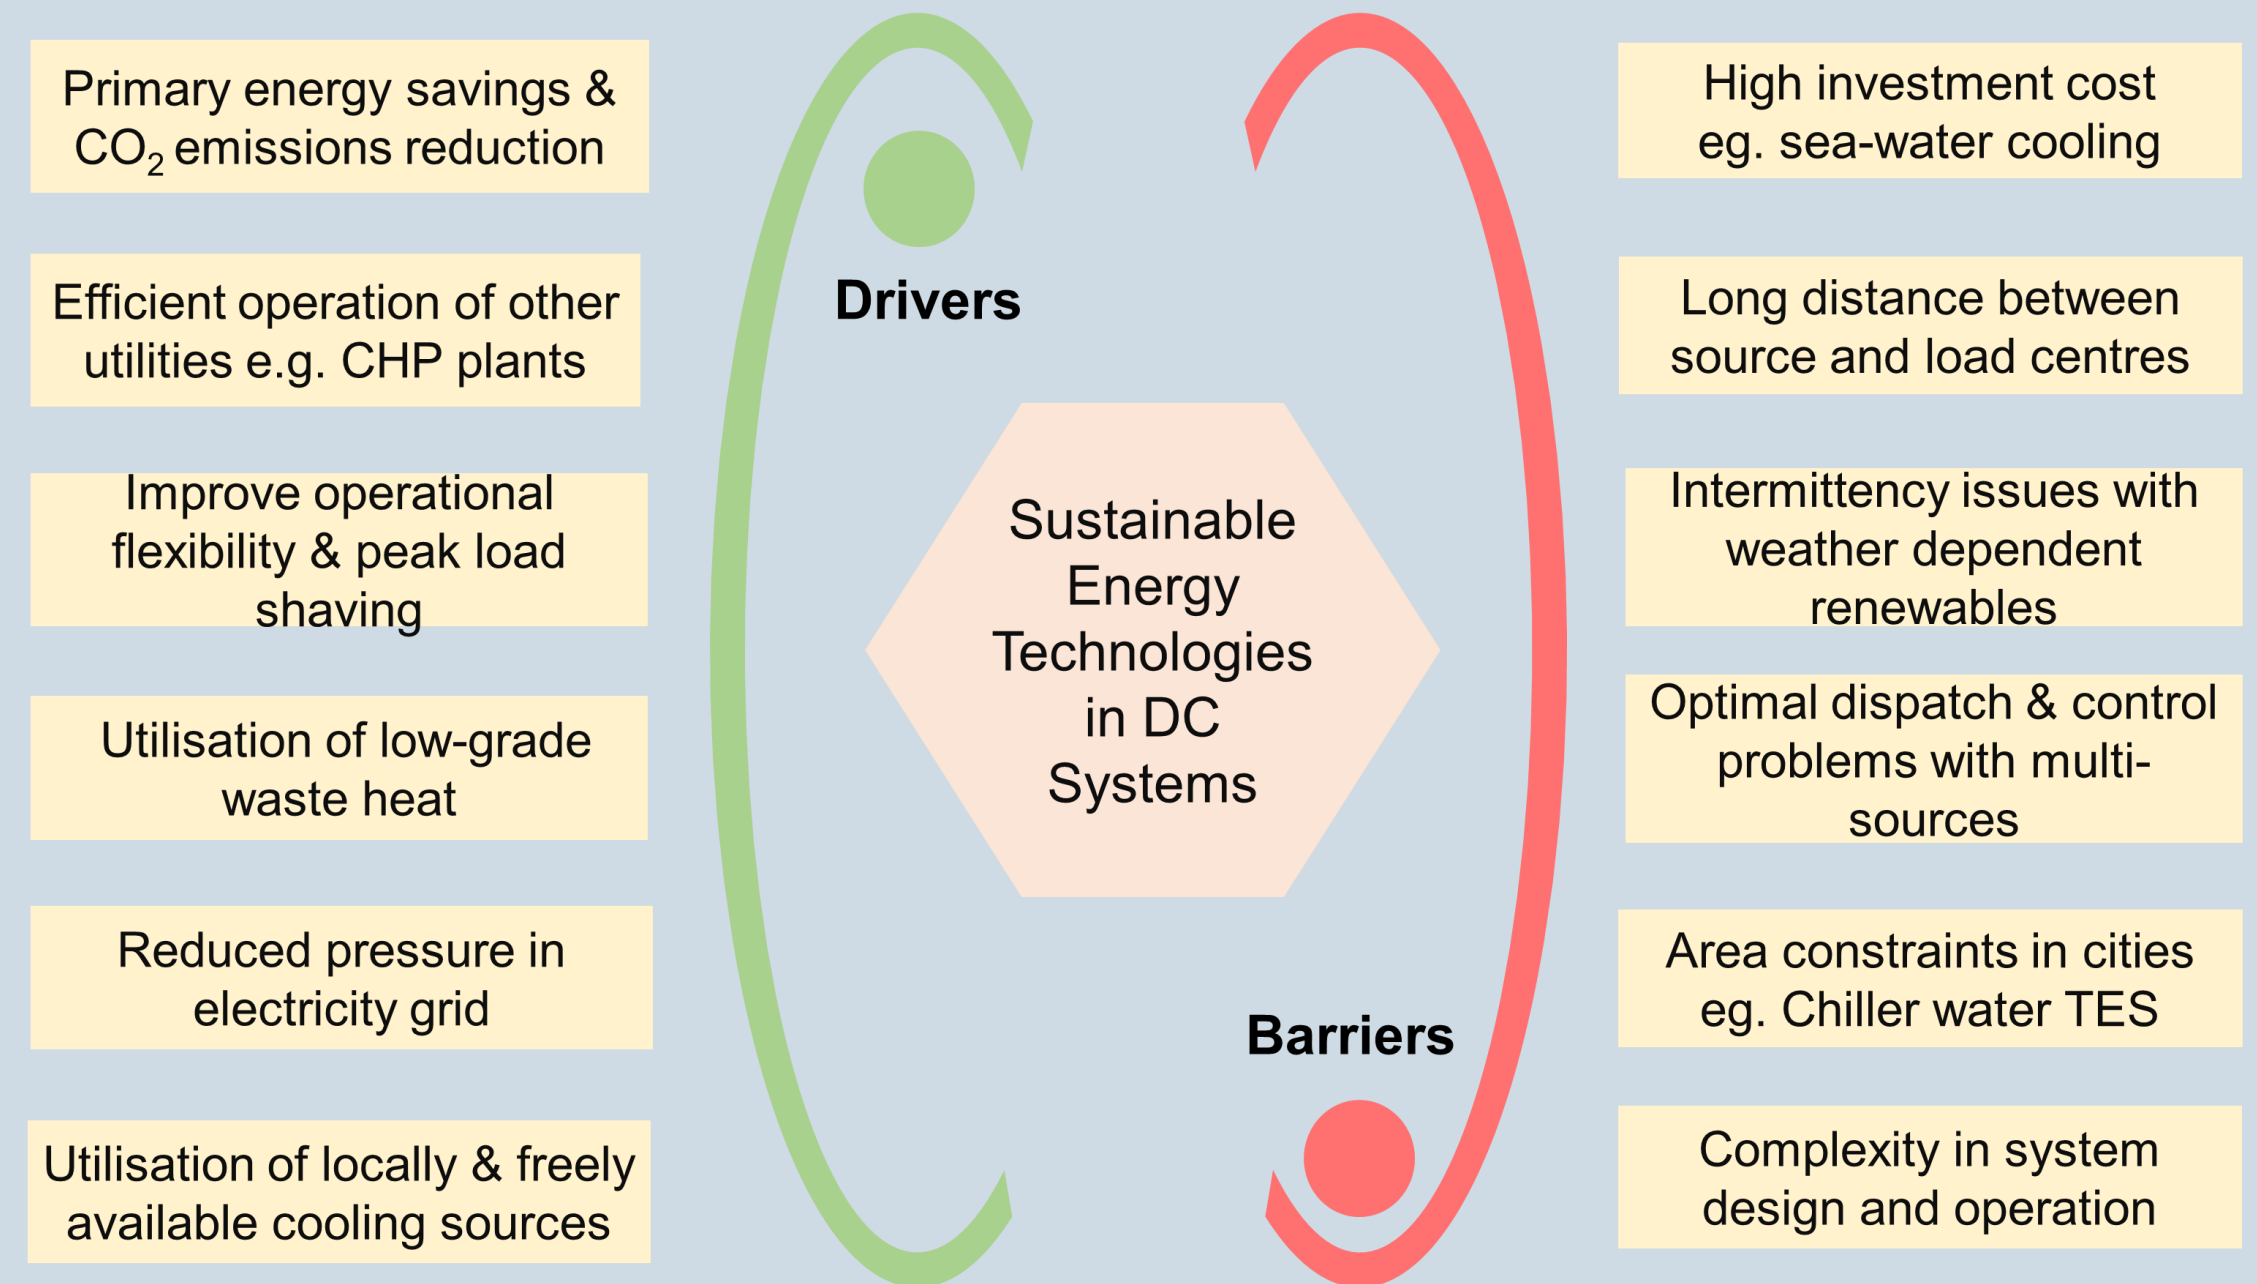 Primary energy savings &
CO₂ emissions reduction
Efficient operation of other
utilities e.g. CHP plants
Improve operational
flexibility & peak load
shaving
Utilisation of low-grade
waste heat
Reduced pressure in
electricity grid
Utilisation of locally & freely
available cooling sources
Drivers
Sustainable
Energy
Technologies
in DC
Systems
Barriers
High investment cost
eg. sea-water cooling
Long distance between
source and load centres
Intermittency issues with
weather dependent
renewables
Optimal dispatch & control
problems with multi-
sources
Area constraints in cities
eg. Chiller water TES
Complexity in system
design and operation